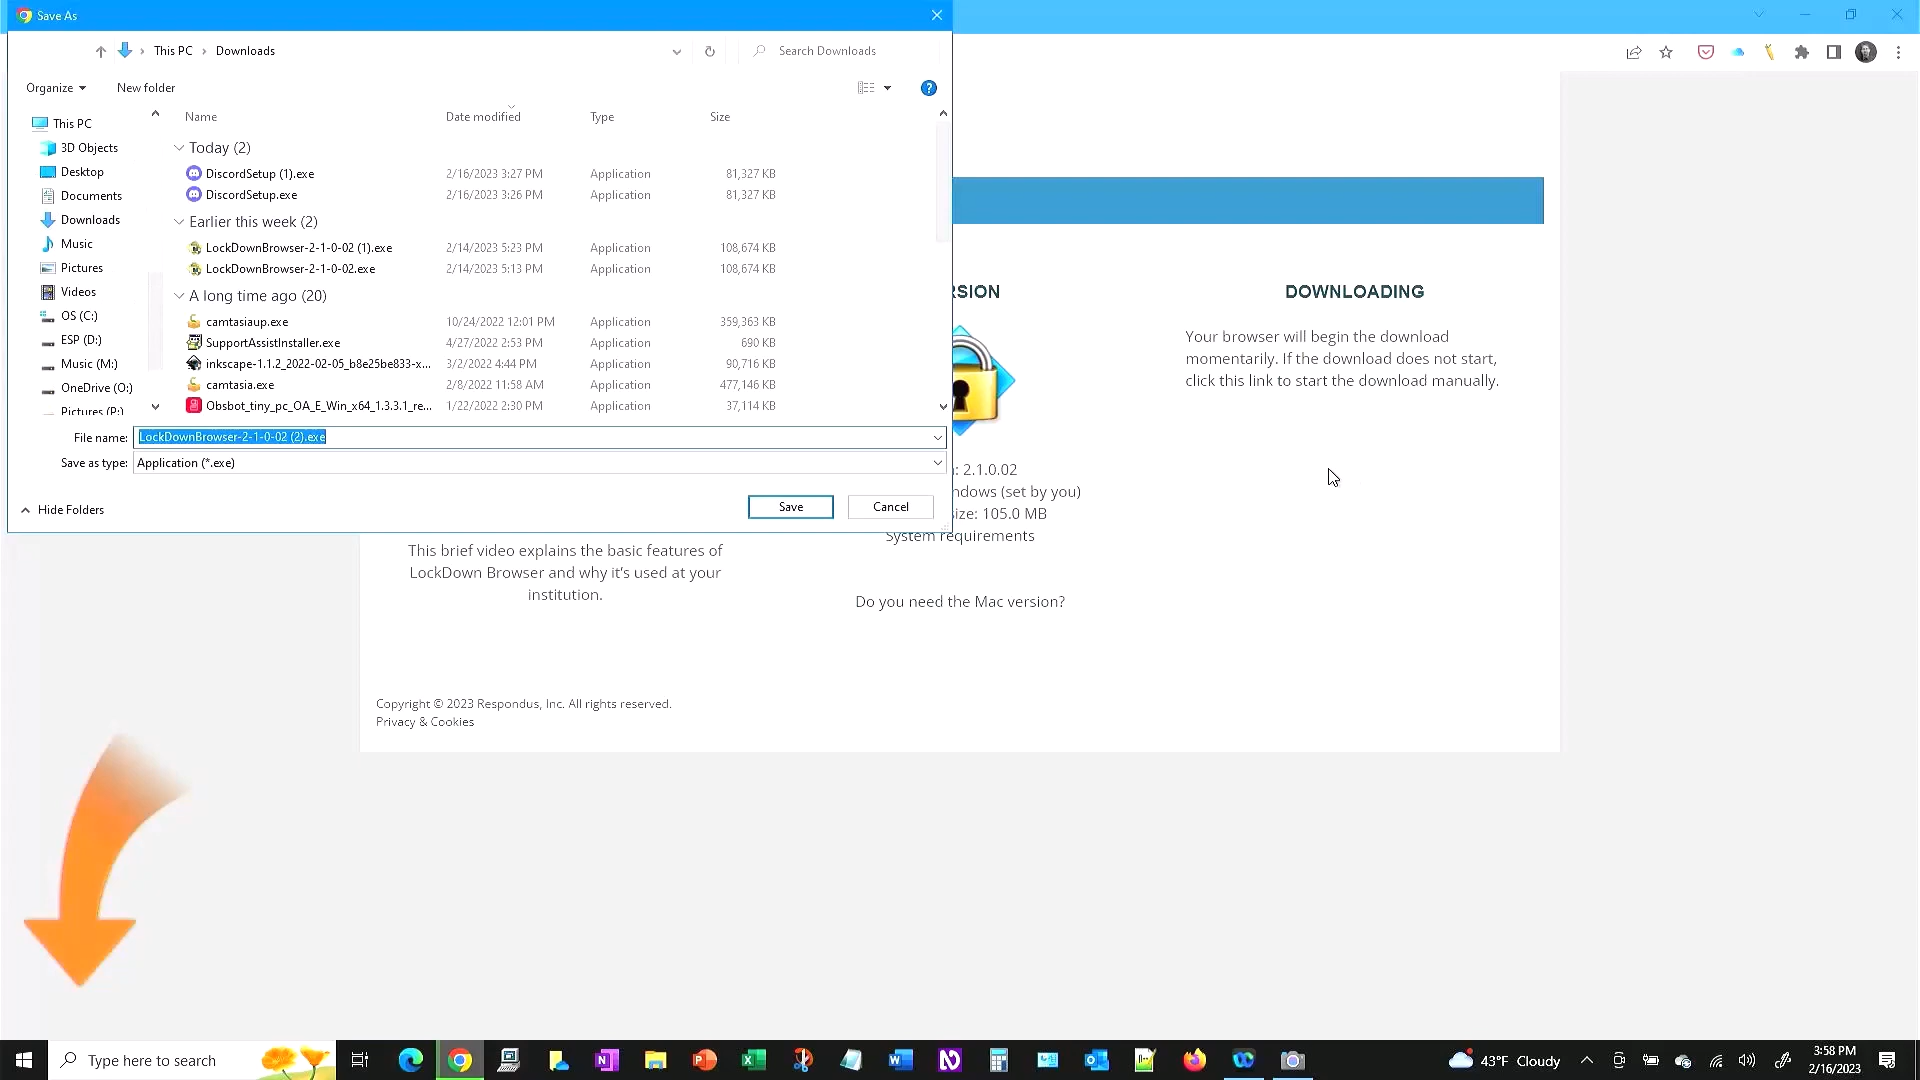 Save As
This PC > Downloads
Search Downloads
Organize
New folder
Name
Date modified
Type
Size
This PC
3D Objects
Desktop
Documents
Downloads
Music
Pictures
Videos
OS (C:)
ESP (D:)
Music (M:)
OneDrive (O:)
Pictures (P:)
Today (2)
DiscordSetup (1).exe 2/16/2023 3:27 PM Application 81,327 KB
DiscordSetup.exe 2/16/2023 3:26 PM Application 81,327 KB
Earlier this week (2)
LockDownBrowser-2-1-0-02 (1).exe 2/14/2023 5:23 PM Application 108,674 KB
LockDownBrowser-2-1-0-02.exe 2/14/2023 5:13 PM Application 108,674 KB
A long time ago (20)
camtasiaup.exe 10/24/2022 12:01 PM Application 359,363 KB
SupportAssistInstaller.exe 4/27/2022 2:53 PM Application 690 KB
inkscape-1.1.2_2022-02-05_b8e25be833-x... 3/2/2022 4:44 PM Application 90,716 KB
camtasia.exe 2/8/2022 11:58 AM Application 477,146 KB
Obsbot_tiny_pc_OA_E_Win_x64_1.3.3.1_re... 1/22/2022 2:30 PM Application 37,114 KB
File name: LockDownBrowser-2-1-0-02 (2).exe
Save as type: Application (*.exe)
Hide Folders
Save
Cancel
This brief video explains the basic features of
LockDown Browser and why it's used at your
institution.
RSION
: 2.1.0.02
ndows (set by you)
size: 105.0 MB
System requirements
Do you need the Mac version?
DOWNLOADING
Your browser will begin the download
momentarily. If the download does not start,
click this link to start the download manually.
Copyright © 2023 Respondus, Inc. All rights reserved.
Privacy & Cookies
Type here to search
43°F Cloudy
3:58 PM
2/16/2023